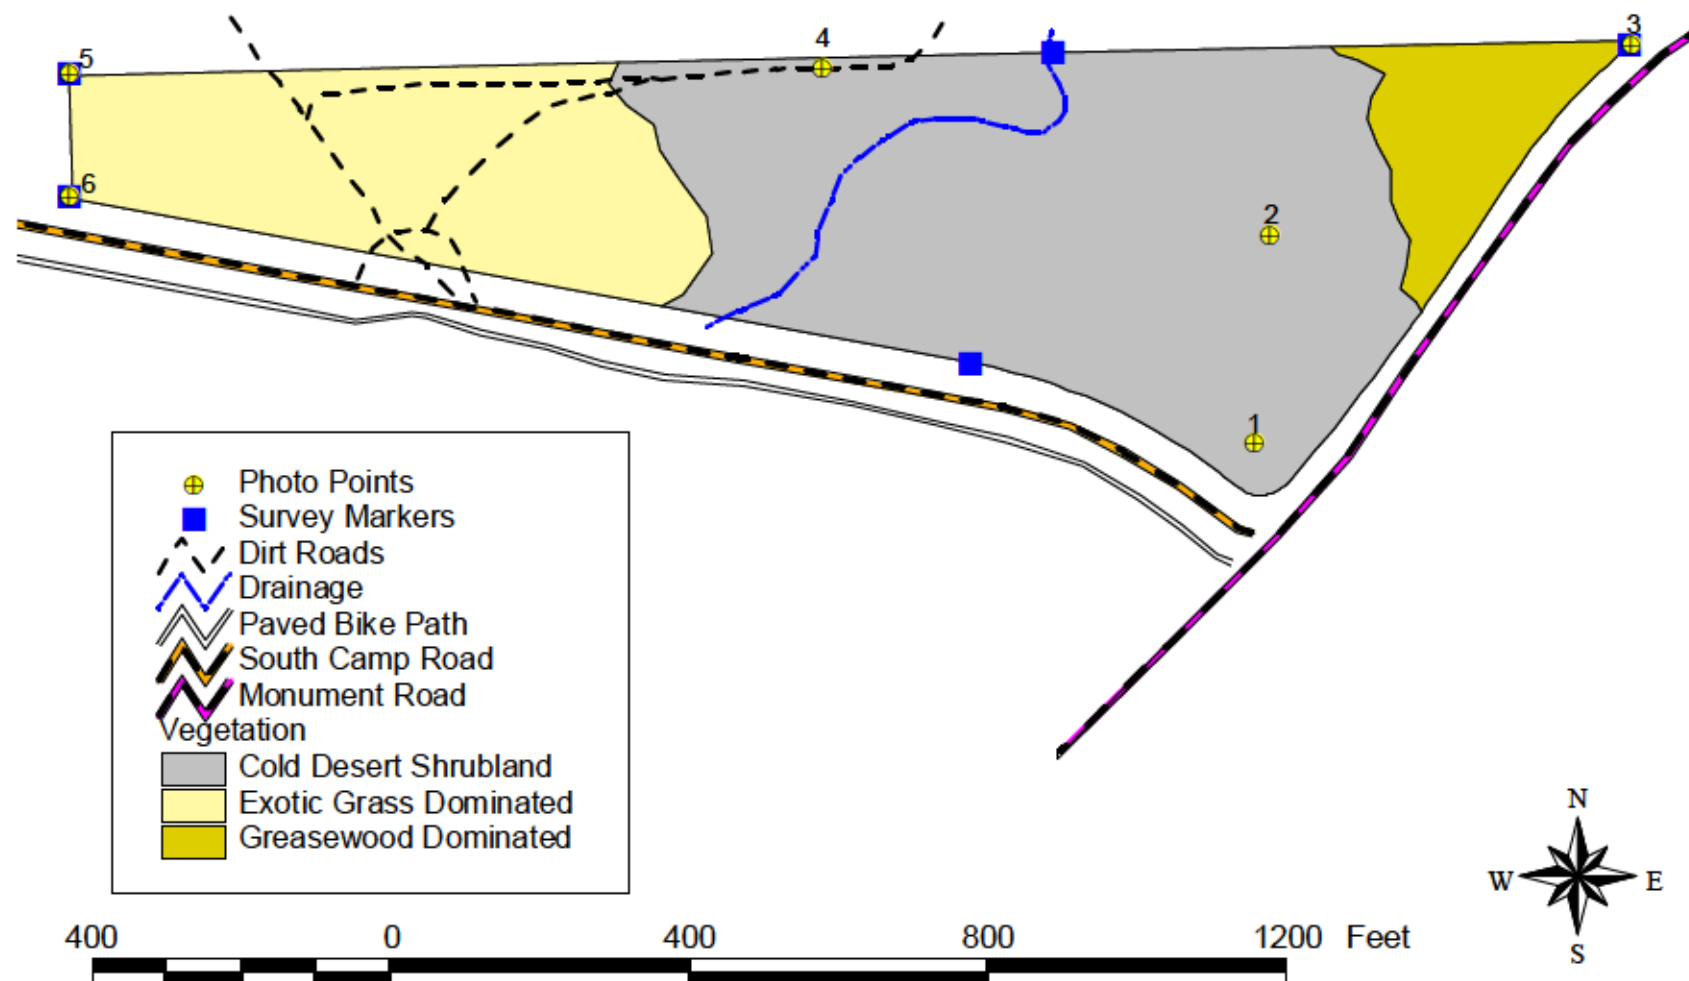 3
4
5
6
2
1
Photo Points
Survey Markers
Dirt Roads
Drainage
Paved Bike Path
South Camp Road
Monument Road
Vegetation
Cold Desert Shrubland
Exotic Grass Dominated
Greasewood Dominated
N
W E
S
400 0 400 800 1200 Feet